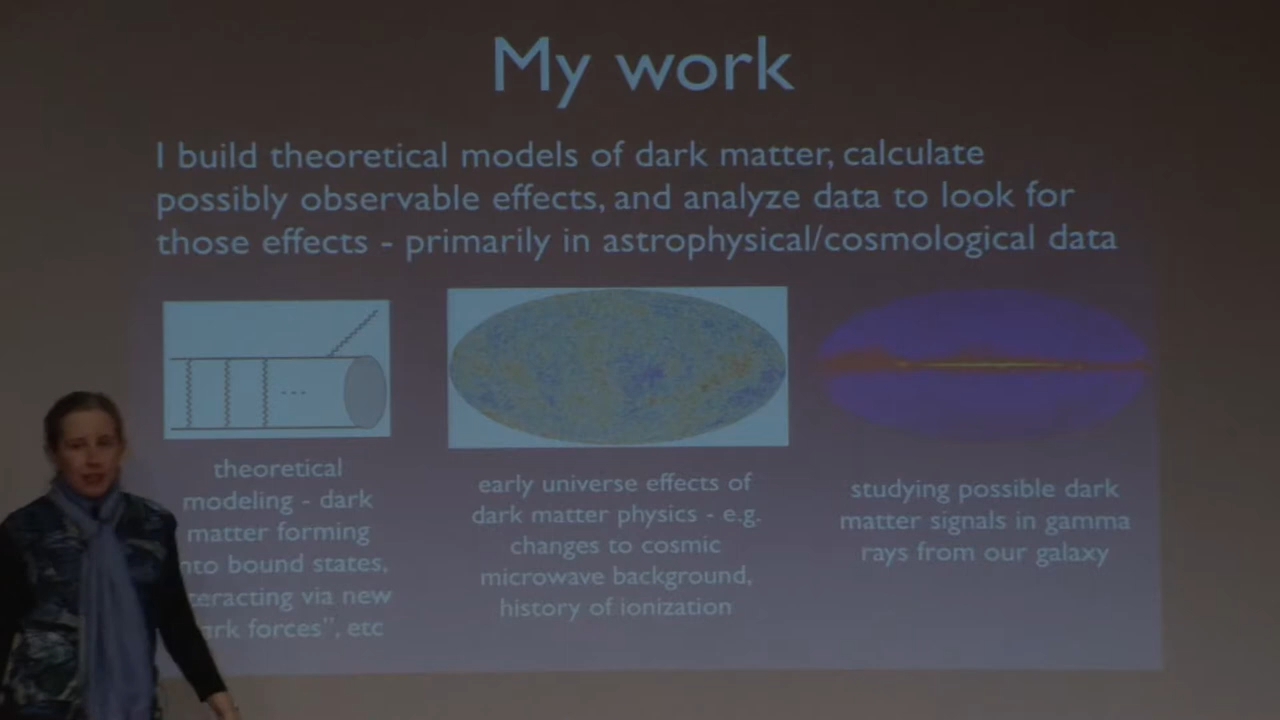 My work
I build theoretical models of dark matter, calculate
possibly observable effects, and analyze data to look for
those effects - primarily in astrophysical/cosmological data
theoretical
modeling - dark
matter forming
nto bound states,
teracting via new
ark forces”, etc
early universe effects of
dark matter physics - e.g.
changes to cosmic
microwave background,
history of ionization
studying possible dark
matter signals in gamma
rays from our galaxy